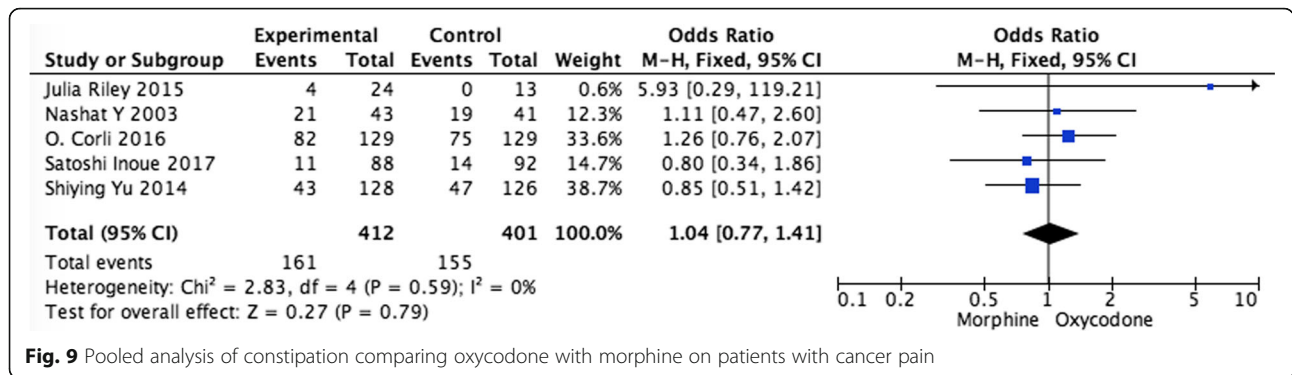 Experimental Control Odds Ratio Odds Ratio
Study or Subgroup Events Total Events Total Weight M-H, Fixed, 95% CI M-H, Fixed, 95% CI
Julia Riley 2015 4 24 0 13 0.6% 5.93 [0.29, 119.21]
Nashat Y 2003 21 43 19 41 12.3% 1.11 [0.47, 2.60]
O. Corli 2016 82 129 75 129 33.6% 1.26 [0.76, 2.07]
Satoshi Inoue 2017 11 88 14 92 14.7% 0.80 [0.34, 1.86]
Shiying Yu 2014 43 128 47 126 38.7% 0.85 [0.51, 1.42]
Total (95% CI) 412 401 100.0% 1.04 [0.77, 1.41]
Total events 161 155
Heterogeneity: Chi² = 2.83, df = 4 (P = 0.59); I² = 0%
Test for overall effect: Z = 0.27 (P = 0.79)
0.1 0.2 0.5 1 2 5 10
Morphine Oxycodone
Fig. 9 Pooled analysis of constipation comparing oxycodone with morphine on patients with cancer pain